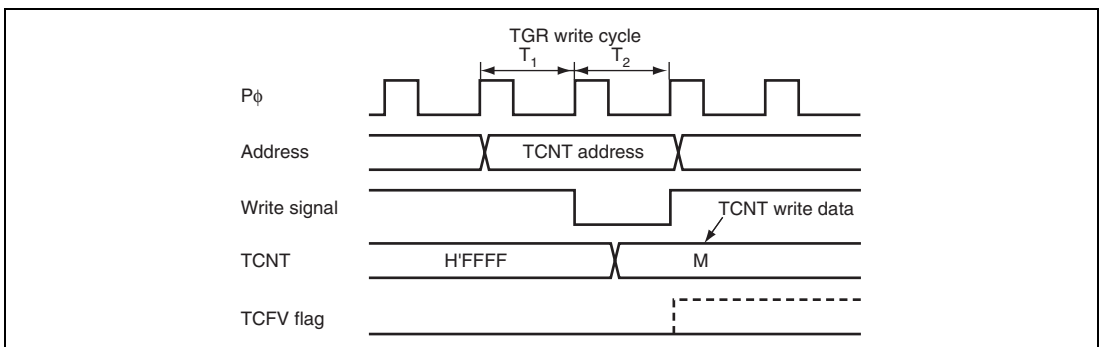 TGR write cycle
T1 T2
Pϕ
Address TCNT address
Write signal
TCNT write data
TCNT H'FFFF M
TCFV flag